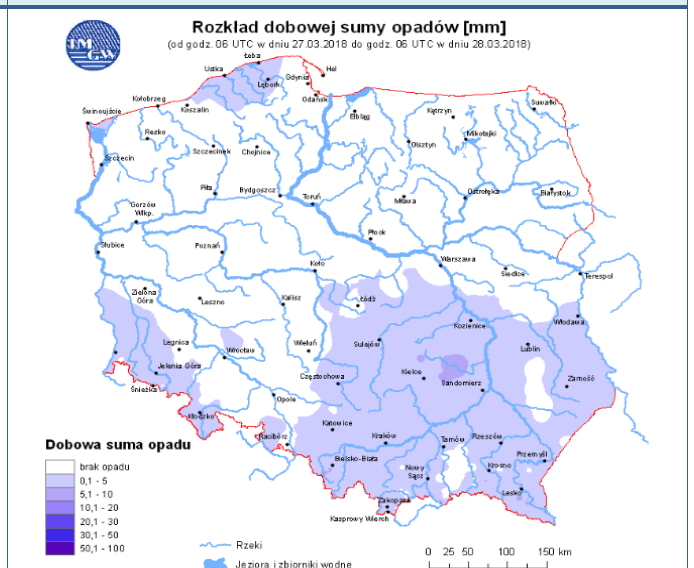 IM
GW
Rozkład dobowej sumy opadów [mm]
(od godz. 06 UTC w dniu 27.03.2018 do godz. 06 UTC w dniu 28.03.2018)
Łeba
Hel
Ustka
Gdynia
Lębork
Gdańsk
Kołobrzeg
Koszalin
Świnoujście
Elbląg
Kętrzyn
Suwałki
Resko
Mikołajki
Szczecinek
Chojnice
Olsztyn
Szczecin
Piła
Bydgoszcz
Toruń
Mława
Ostrołęka
Białystok
Gorzów
Wlkp.
Płock
Słubice
Poznań
Koło
Warszawa
Siedlce
Terespol
Zielona
Góra
Leszno
Kalisz
Łódź
Kozienice
Włodawa
Legnica
Wrocław
Wieluń
Sulejów
Lublin
Jelenia Góra
Kielce
Śnieżka
Częstochowa
Sandomierz
Zamość
Opole
Kłodzko
Katowice
Racibórz
Kraków
Tarnów
Rzeszów
Przemyśl
Bielsko-Biała
Nowy
Sącz
Krosno
Lesko
Zakopane
Kasprowy Wierch
Dobowa suma opadu
brak opadu
0,1 - 5
5,1 - 10
10,1 - 20
20,1 - 30
30,1 - 50
50,1 - 100
Rzeki
Jeziora i zbiorniki wodne
0 25 50 100 150 km